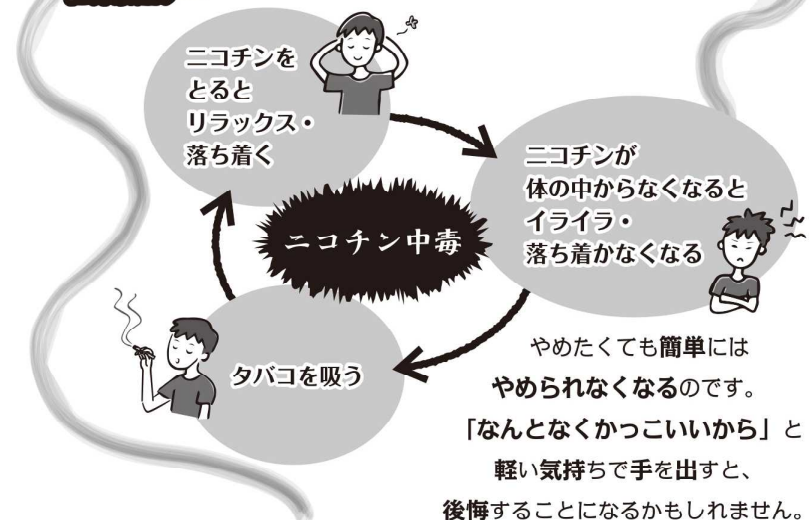 ニコチンを
とると
リラックス・
落ち着く
ニコチンが
体の中からなくなると
イライラ・
落ち着かなくなる
ニコチン中毒
タバコを吸う
やめたくても簡単には
やめられなくなるのです。
「なんとなくかっこいいから」と
軽い気持ちで手を出すと、
後悔することになるかもしれません。